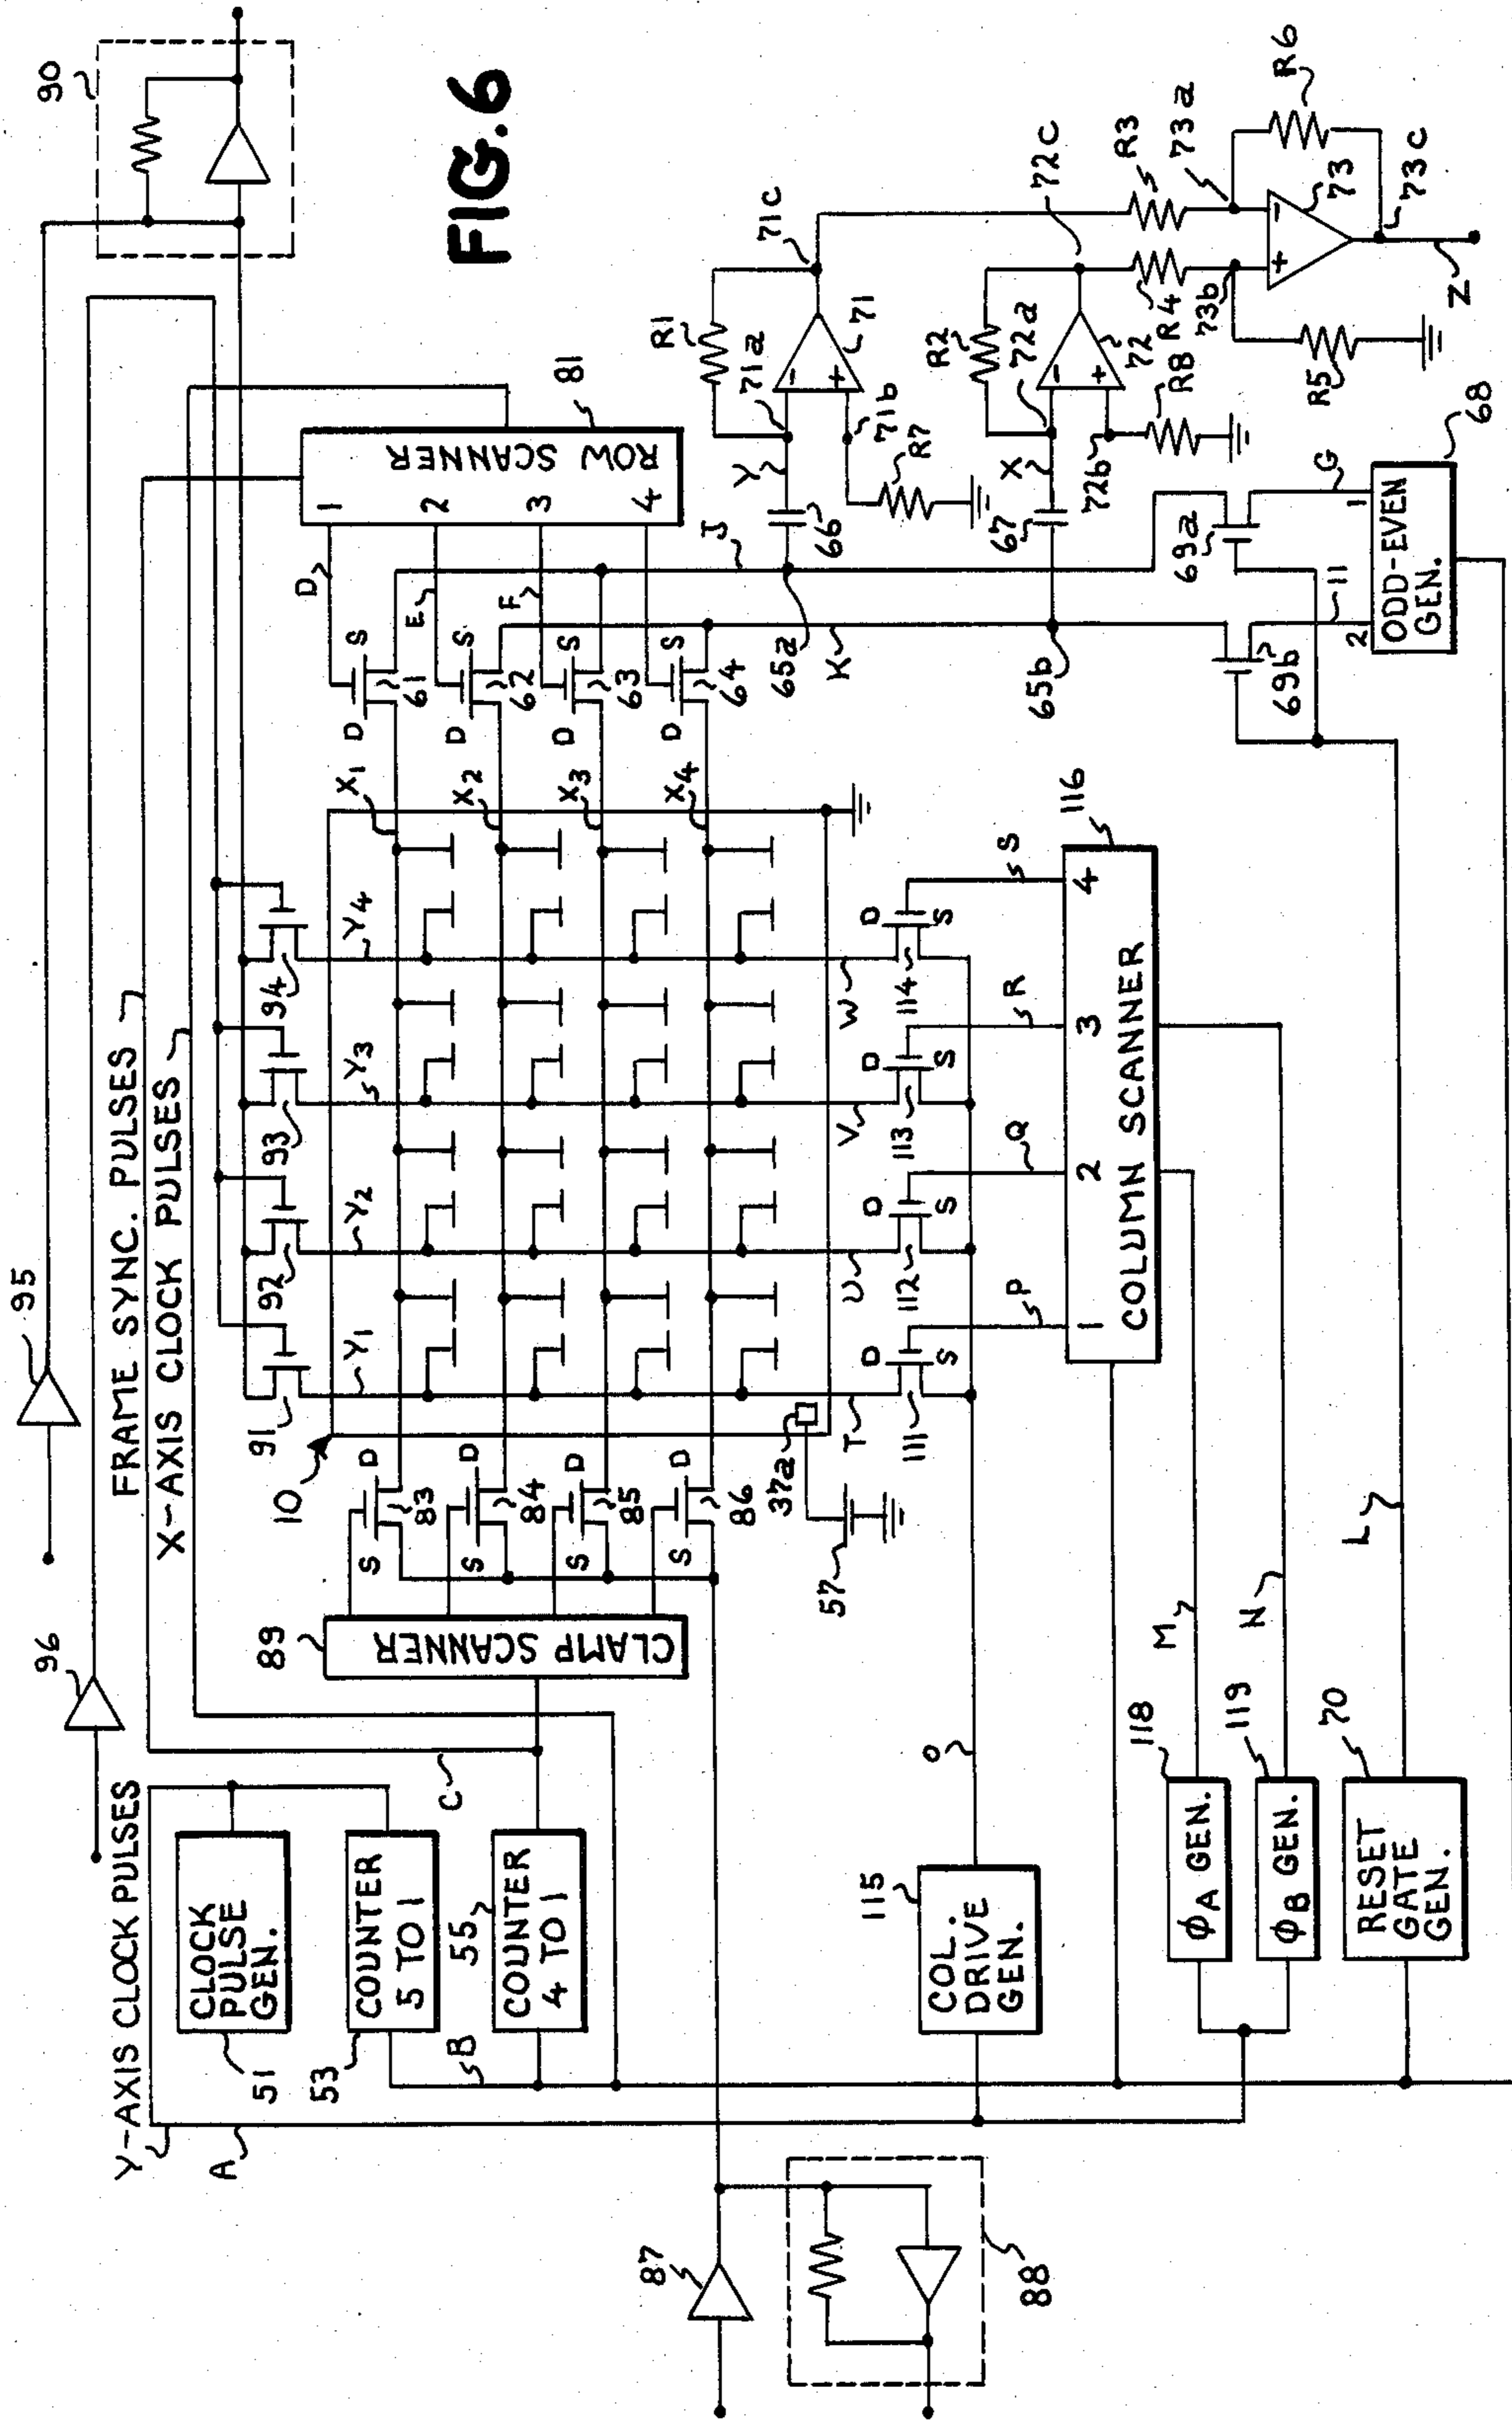 FIG.6
90
95
96
FRAME SYNC. PULSES
X-AXIS CLOCK PULSES
Y-AXIS CLOCK PULSES
A
B
C
CLOCK
PULSE
GEN.
51
COUNTER
5 TO 1
53
COUNTER
4 TO 1
55
CLAMP SCANNER
89
S D 83
S D 84
S D 85
S D 86
87
88
10
91
92
93
94
Y1
Y2
Y3
Y4
X1
X2
X3
X4
37a
57
D 61 S
D 62 S
D 63 S
D 64 S
D
E
F
ROW SCANNER
1
2
3
4
81
J
K
65a
65b
66
67
Y
X
R1
71a
71b
71
71c
R7
R2
72a
72b
72
72c
R8
R3
R4
73a
73b
73
73c
R5
R6
Z
69a
69b
G
11
1
2
ODD-EVEN
GEN.
68
T
U
V
W
111 D S
112 D S
113 D S
114 D S
P
Q
R
S
1 2 3 4
COLUMN SCANNER
116
COL.
DRIVE
GEN.
115
O
ΦA GEN.
118
M
ΦB GEN.
119
N
RESET
GATE
GEN.
70
L